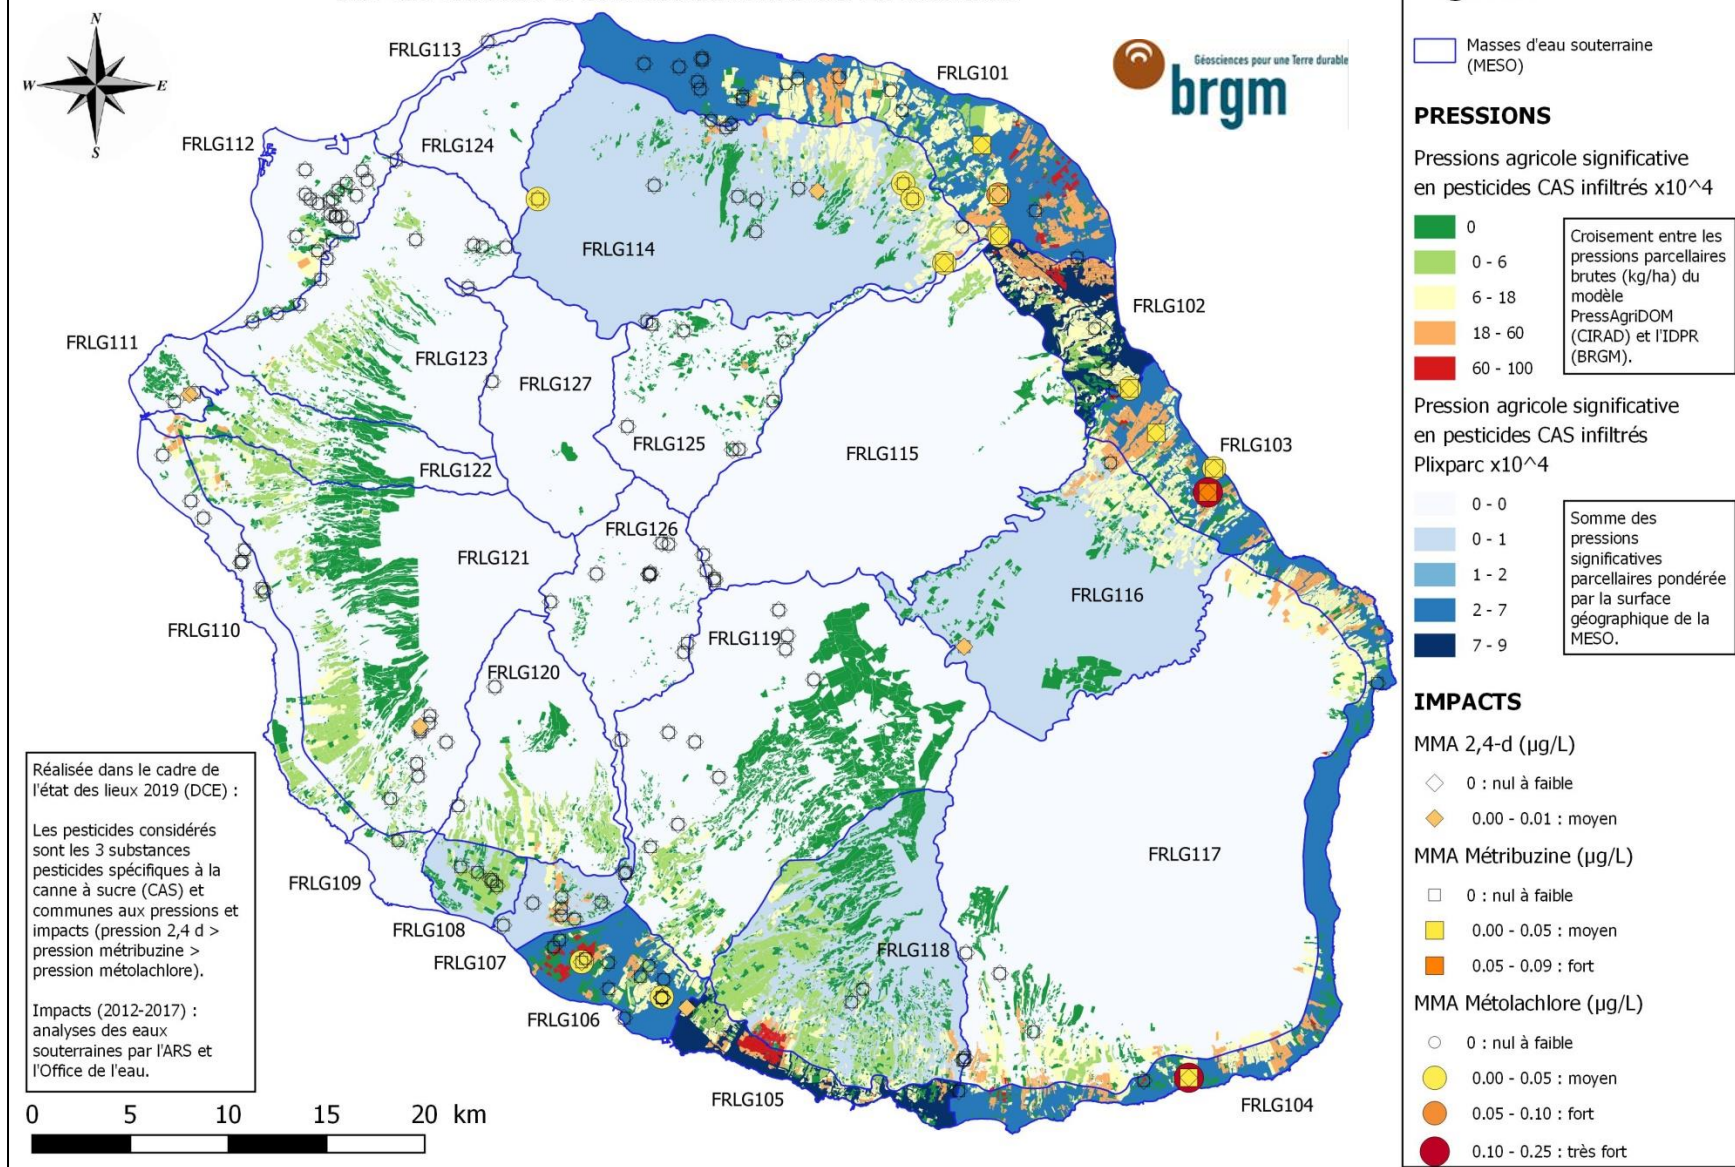 N
W
E
S
Géosciences pour une Terre durable
brgm
FRLG113
FRLG101
FRLG112
FRLG124
FRLG114
FRLG102
FRLG111
FRLG123
FRLG127
FRLG125
FRLG115
FRLG103
FRLG122
FRLG126
FRLG121
FRLG116
FRLG110
FRLG119
FRLG120
FRLG117
FRLG109
FRLG108
FRLG118
FRLG107
FRLG106
FRLG105
FRLG104
Réalisée dans le cadre de
l'état des lieux 2019 (DCE) :
Les pesticides considérés
sont les 3 substances
pesticides spécifiques à la
canne à sucre (CAS) et
communes aux pressions et
impacts (pression 2,4 d >
pression métribuzine >
pression métolachlore).
Impacts (2012-2017) :
analyses des eaux
souterraines par l'ARS et
l'Office de l'eau.
0 5 10 15 20 km
Masses d'eau souterraine
(MESO)
PRESSIONS
Pressions agricole significative
en pesticides CAS infiltrés x10^4
0
0 - 6
6 - 18
18 - 60
60 - 100
Croisement entre les
pressions parcellaires
brutes (kg/ha) du
modèle
PressAgriDOM
(CIRAD) et l'IDPR
(BRGM).
Pression agricole significative
en pesticides CAS infiltrés
Plixparc x10^4
0 - 0
0 - 1
1 - 2
2 - 7
7 - 9
Somme des
pressions
significatives
parcellaires pondérée
par la surface
géographique de la
MESO.
IMPACTS
MMA 2,4-d (µg/L)
0 : nul à faible
0.00 - 0.01 : moyen
MMA Métribuzine (µg/L)
0 : nul à faible
0.00 - 0.05 : moyen
0.05 - 0.09 : fort
MMA Métolachlore (µg/L)
0 : nul à faible
0.00 - 0.05 : moyen
0.05 - 0.10 : fort
0.10 - 0.25 : très fort